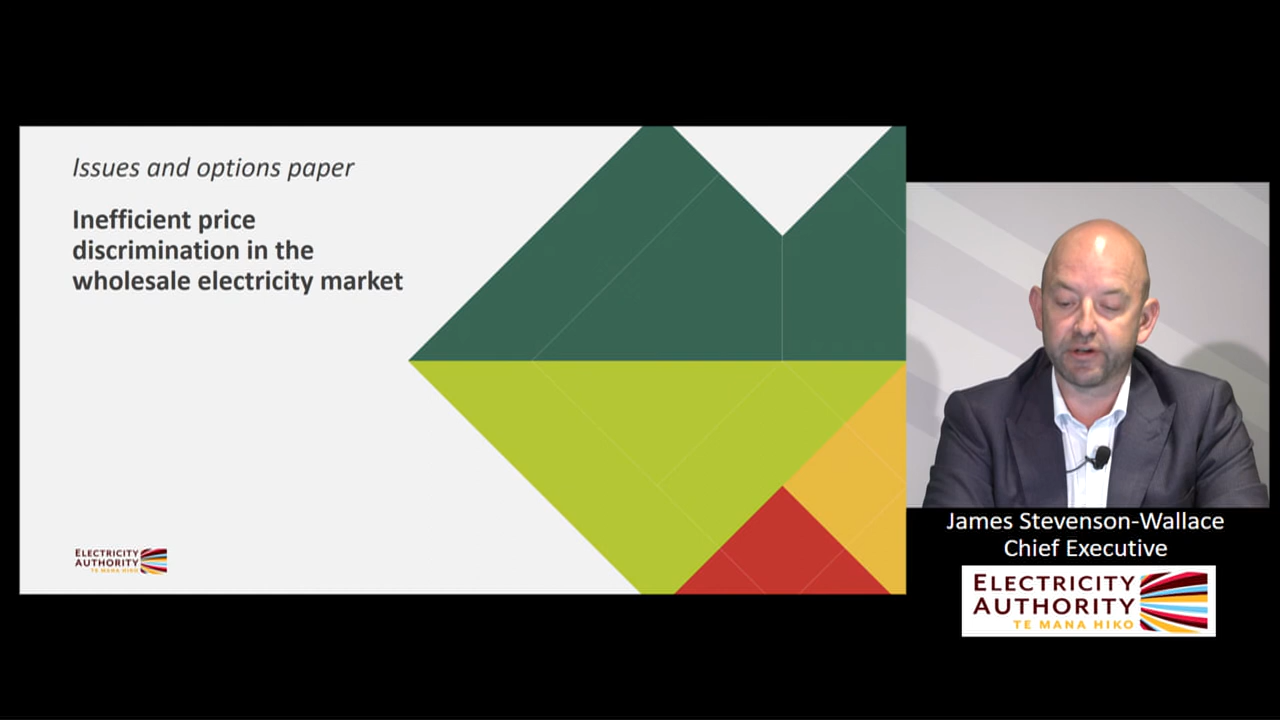 Issues and options paper
Inefficient price
discrimination in the
wholesale electricity market
ELECTRICITY
AUTHORITY
TE MANA HIKO
James Stevenson-Wallace
Chief Executive
ELECTRICITY
AUTHORITY
TE MANA HIKO